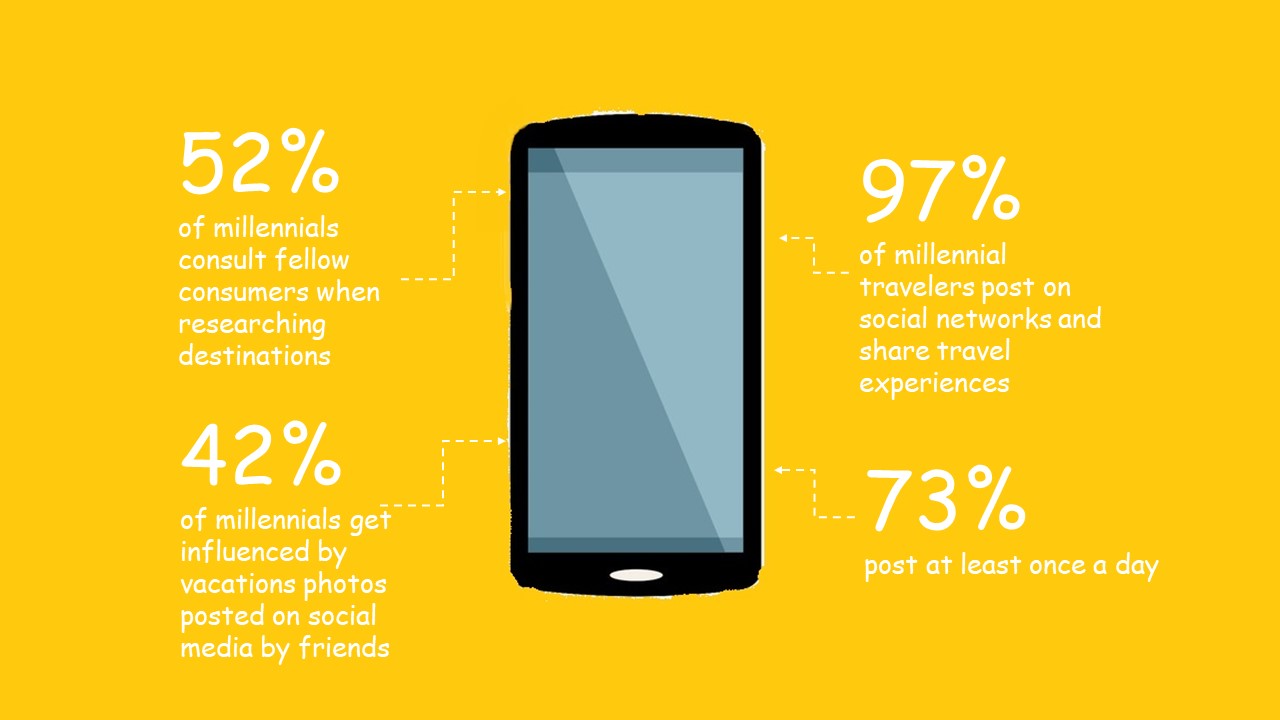 52%
of millennials
consult fellow
consumers when
researching
destinations
42%
of millennials get
influenced by
vacations photos
posted on social
media by friends
97%
of millennial
travelers post on
social networks and
share travel
experiences
73%
post at least once a day